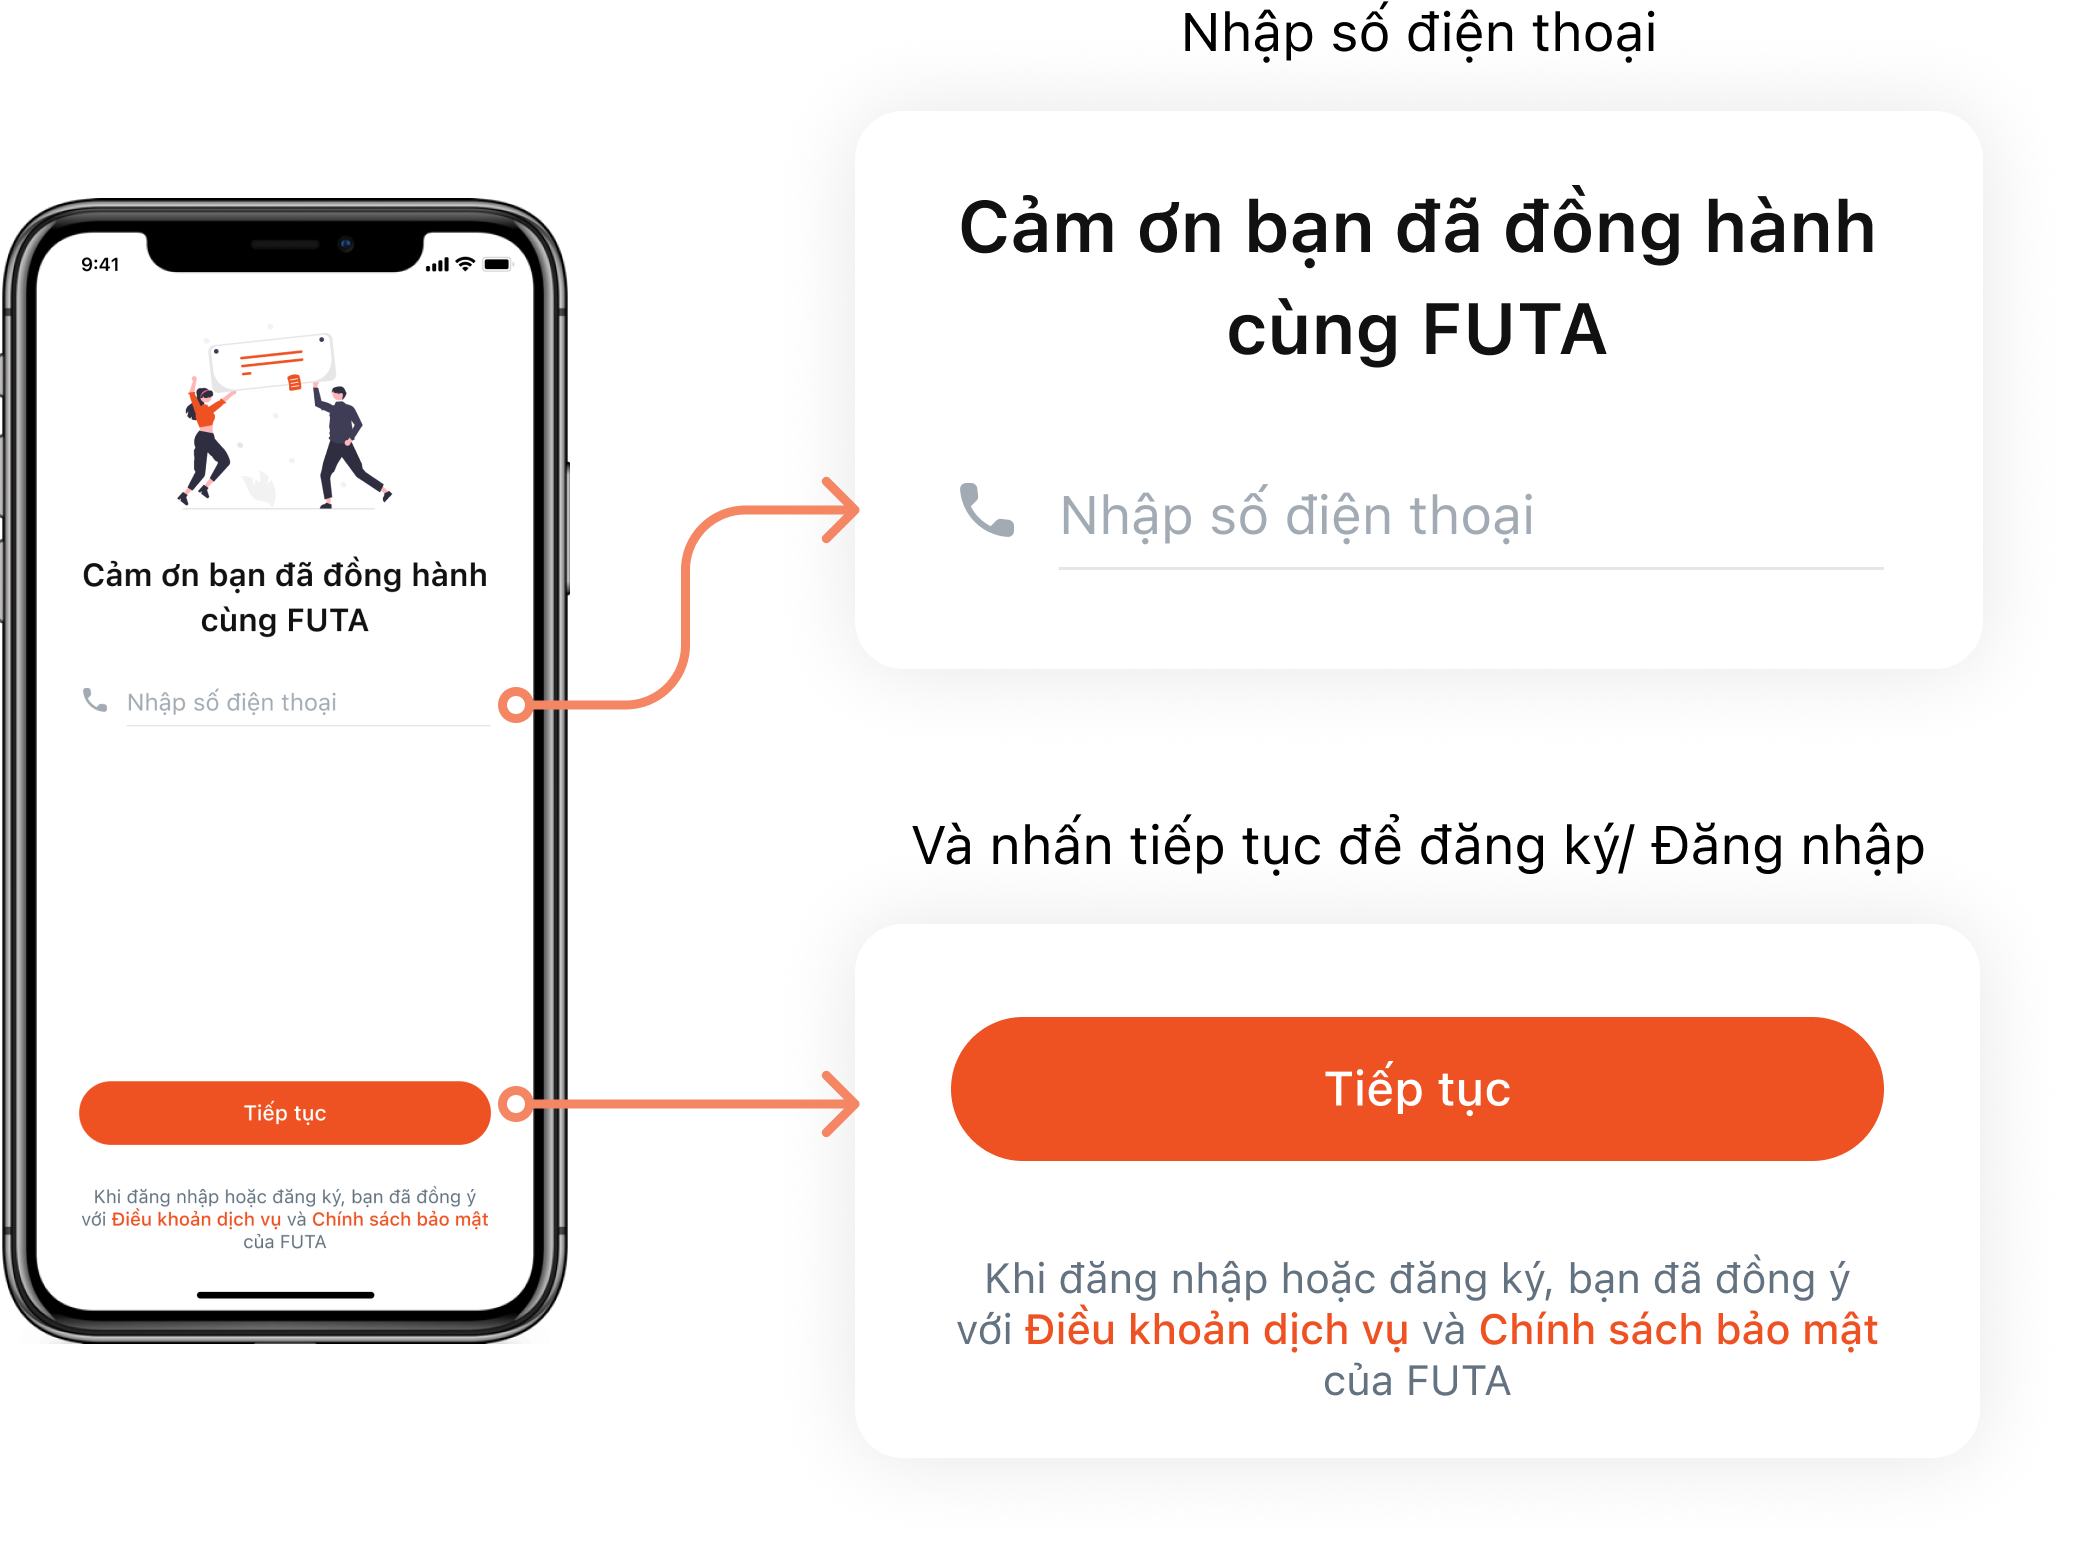 Nhập số điện thoại
Cảm ơn bạn đã đồng hành
cùng FUTA
Nhập số điện thoại
9:41
Cảm ơn bạn đã đồng hành
cùng FUTA
Nhập số điện thoại
Và nhấn tiếp tục để đăng ký/ Đăng nhập
Tiếp tục
Khi đăng nhập hoặc đăng ký, bạn đã đồng ý
với Điều khoản dịch vụ và Chính sách bảo mật
của FUTA
Tiếp tục
Khi đăng nhập hoặc đăng ký, bạn đã đồng ý
với Điều khoản dịch vụ và Chính sách bảo mật
của FUTA